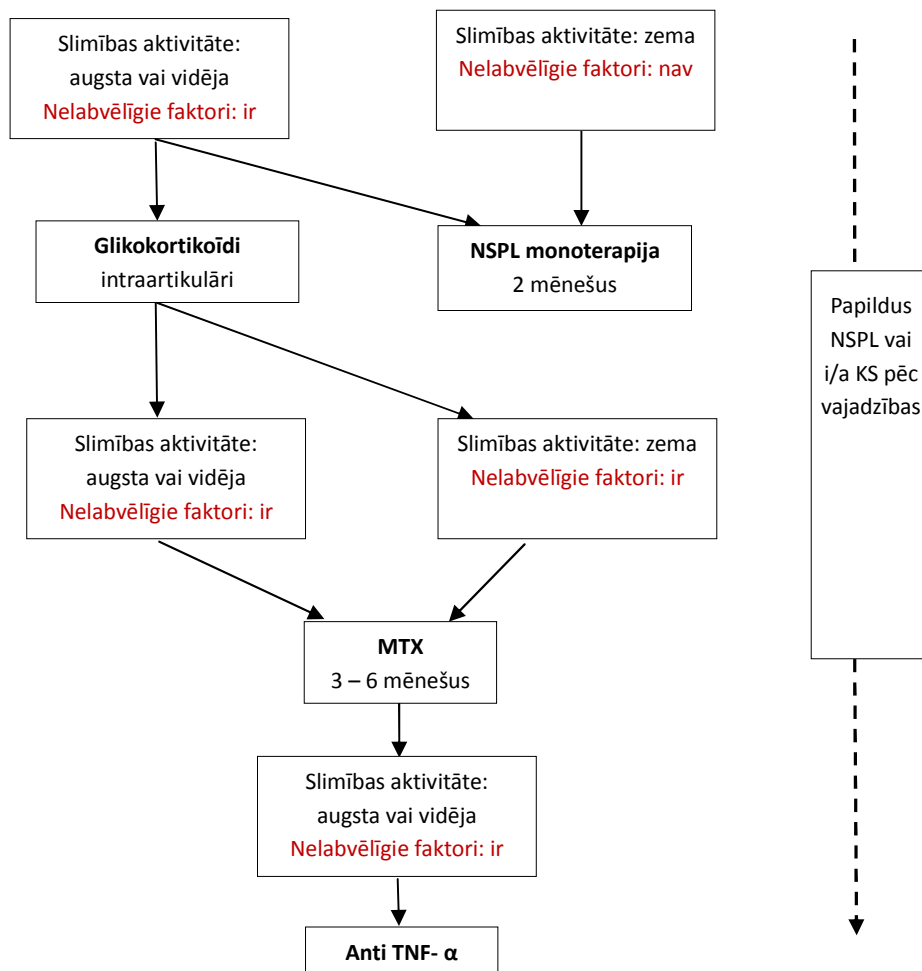 Slimības aktivitāte:
augsta vai vidēja
Nelabvēlīgie faktori: ir
Slimības aktivitāte: zema
Nelabvēlīgie faktori: nav
Glikokortikoīdi
intraartikulāri
NSPL monoterapija
2 mēnešus
Papildus
NSPL vai
i/a KS pēc
vajadzības
Slimības aktivitāte:
augsta vai vidēja
Nelabvēlīgie faktori: ir
Slimības aktivitāte: zema
Nelabvēlīgie faktori: ir
MTX
3 – 6 mēnešus
Slimības aktivitāte:
augsta vai vidēja
Nelabvēlīgie faktori: ir
Anti TNF- α